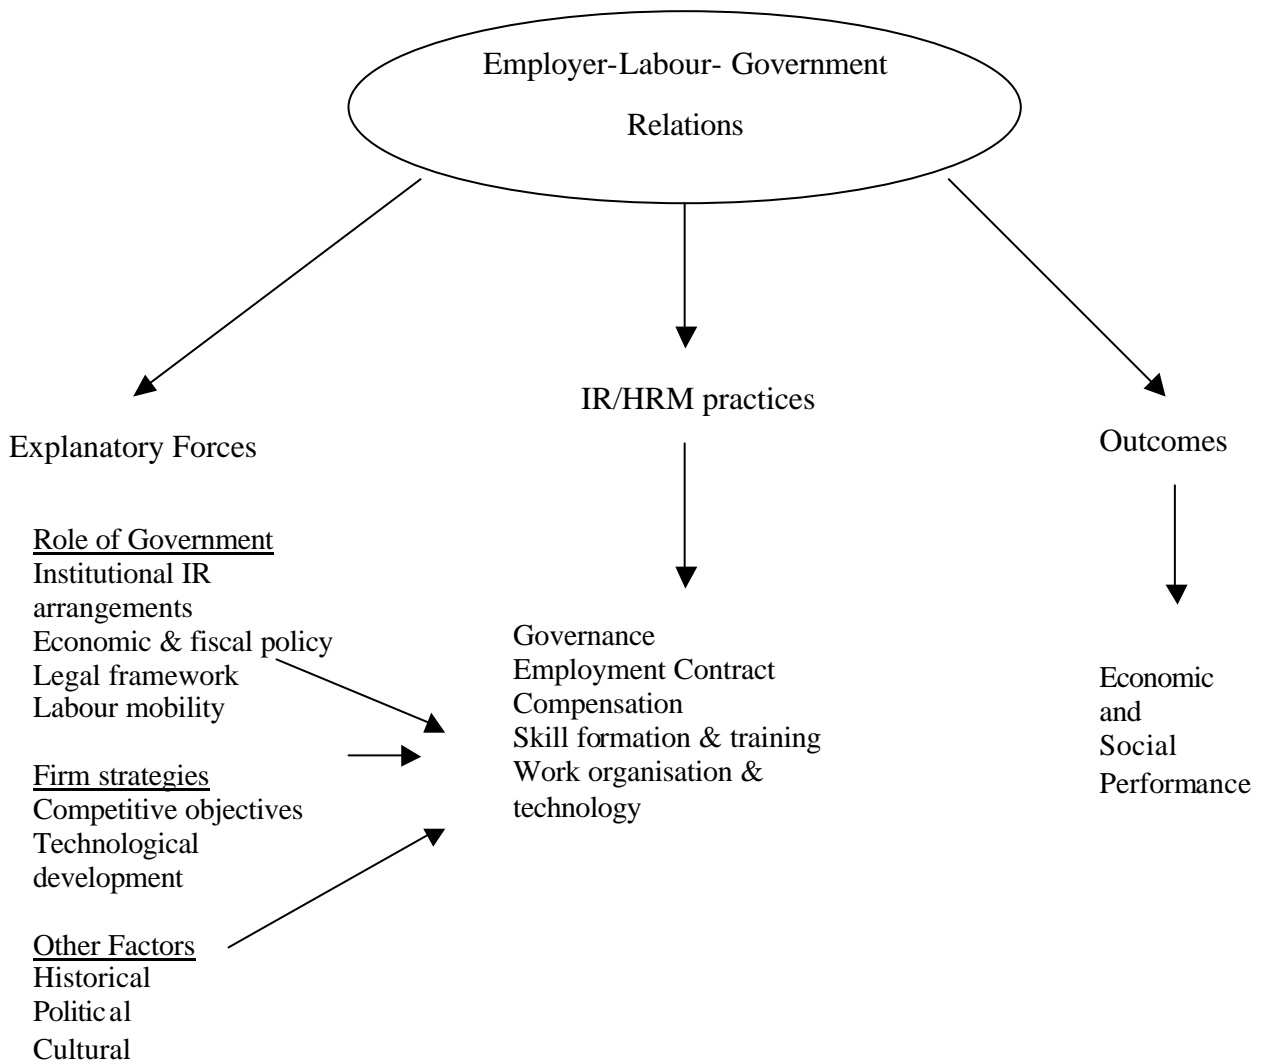 Employer-Labour- Government
Relations
IR/HRM practices
Explanatory Forces
Outcomes
Role of Government
Institutional IR
arrangements
Economic & fiscal policy
Legal framework
Labour mobility
Firm strategies
Competitive objectives
Technological
development
Other Factors
Historical
Political
Cultural
Governance
Employment Contract
Compensation
Skill formation & training
Work organisation &
technology
Economic
and
Social
Performance